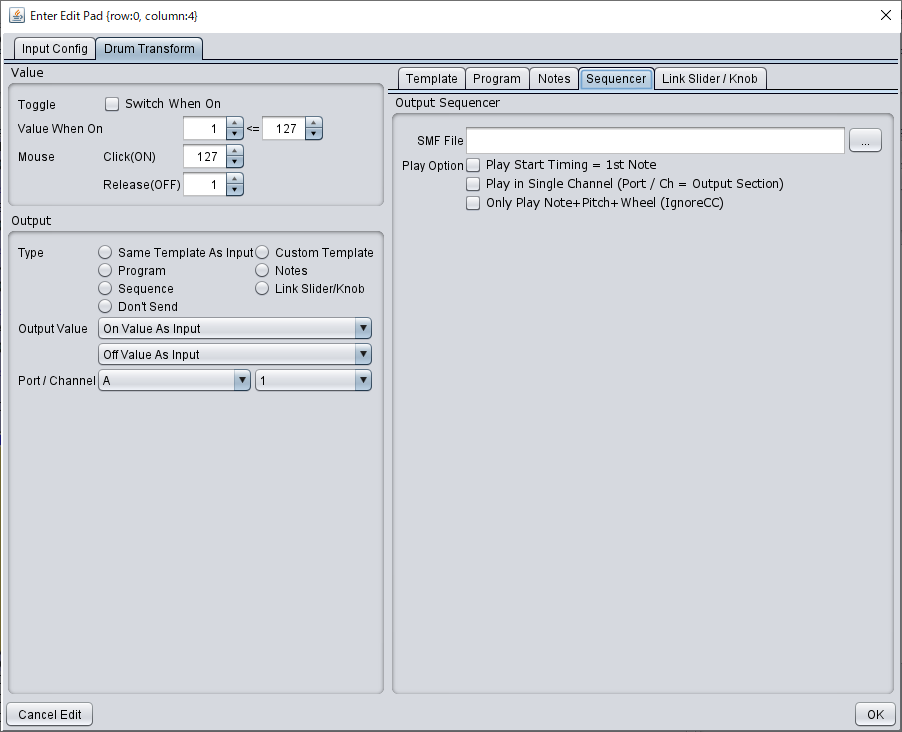 Enter Edit Pad {row:0, column:4}
Input Config Drum Transform
Value
Toggle Switch When On
Value When On 1 <= 127
Mouse Click(ON) 127
Release(OFF) 1
Output
Type Same Template As Input Custom Template
Program Notes
Sequence Link Slider/Knob
Don't Send
Output Value On Value As Input
Off Value As Input
Port / Channel A 1
Template Program Notes Sequencer Link Slider / Knob
Output Sequencer
SMF File ...
Play Option Play Start Timing = 1st Note
Play in Single Channel (Port / Ch = Output Section)
Only Play Note+Pitch+Wheel (IgnoreCC)
Cancel Edit OK